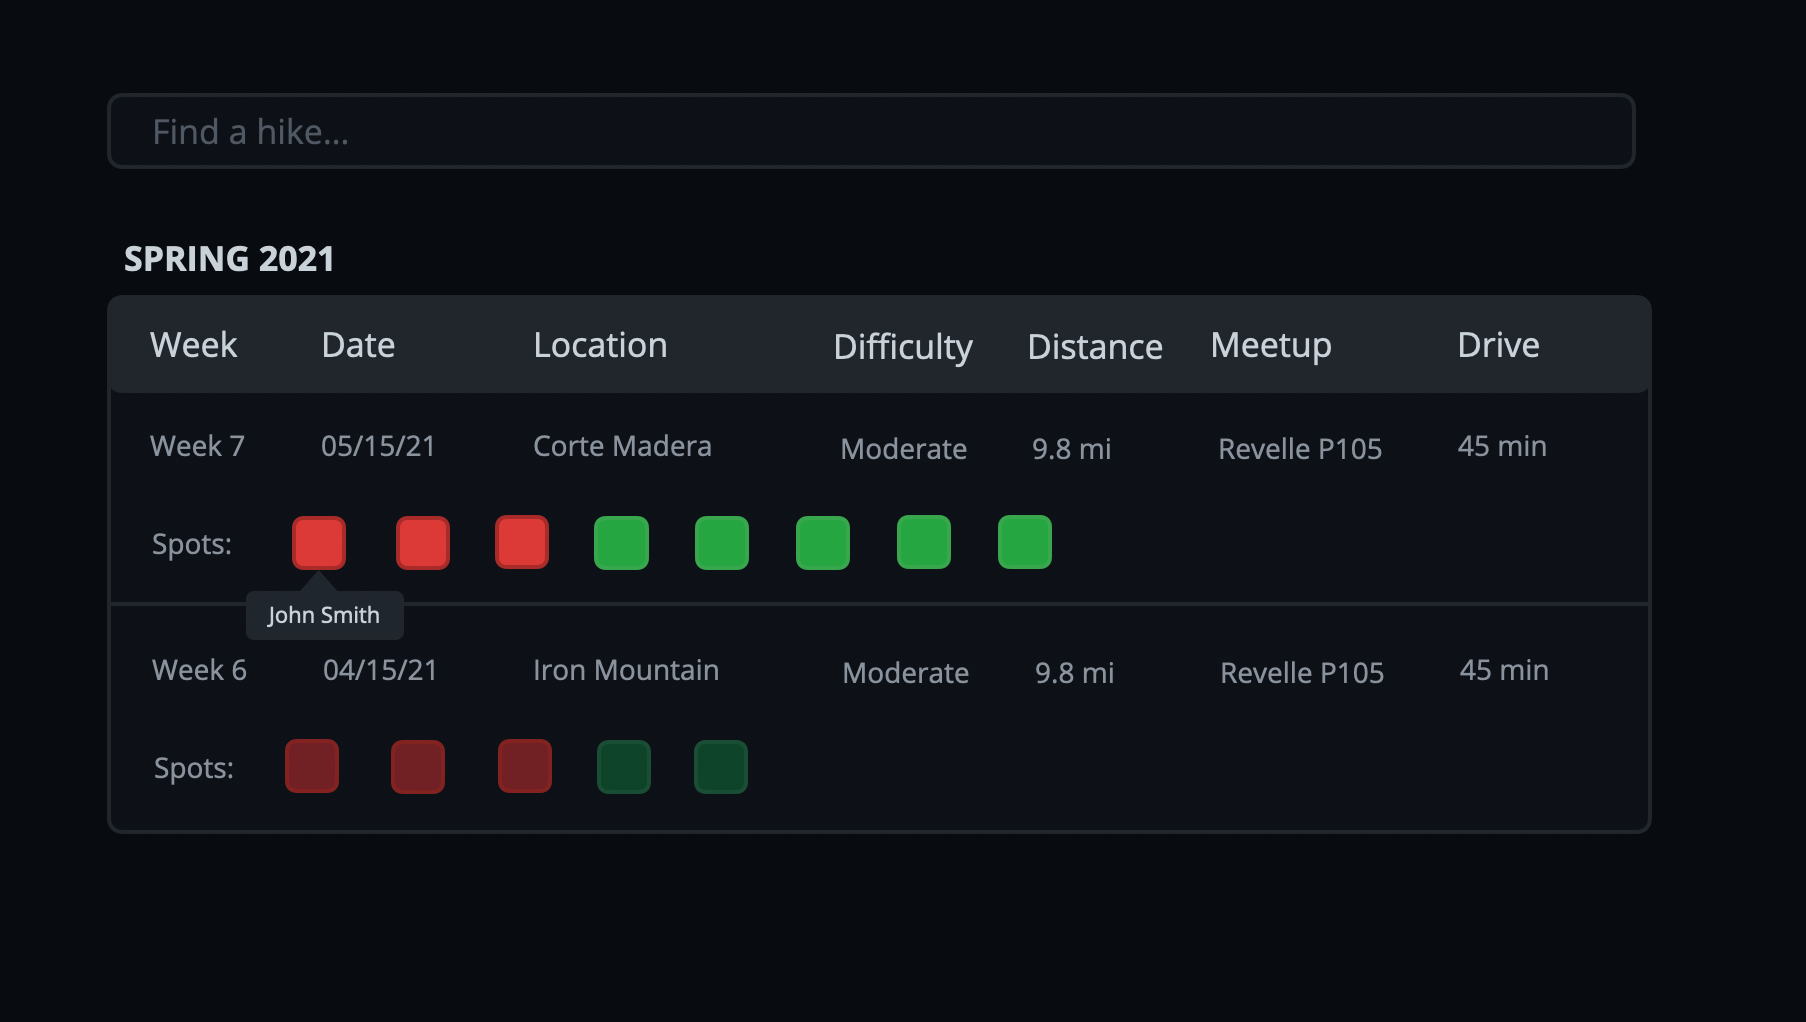 Find a hike...
SPRING 2021
Week Date Location Difficulty Distance Meetup Drive
Week 7 05/15/21 Corte Madera Moderate 9.8 mi Revelle P105 45 min
Spots:
John Smith
Week 6 04/15/21 Iron Mountain Moderate 9.8 mi Revelle P105 45 min
Spots: